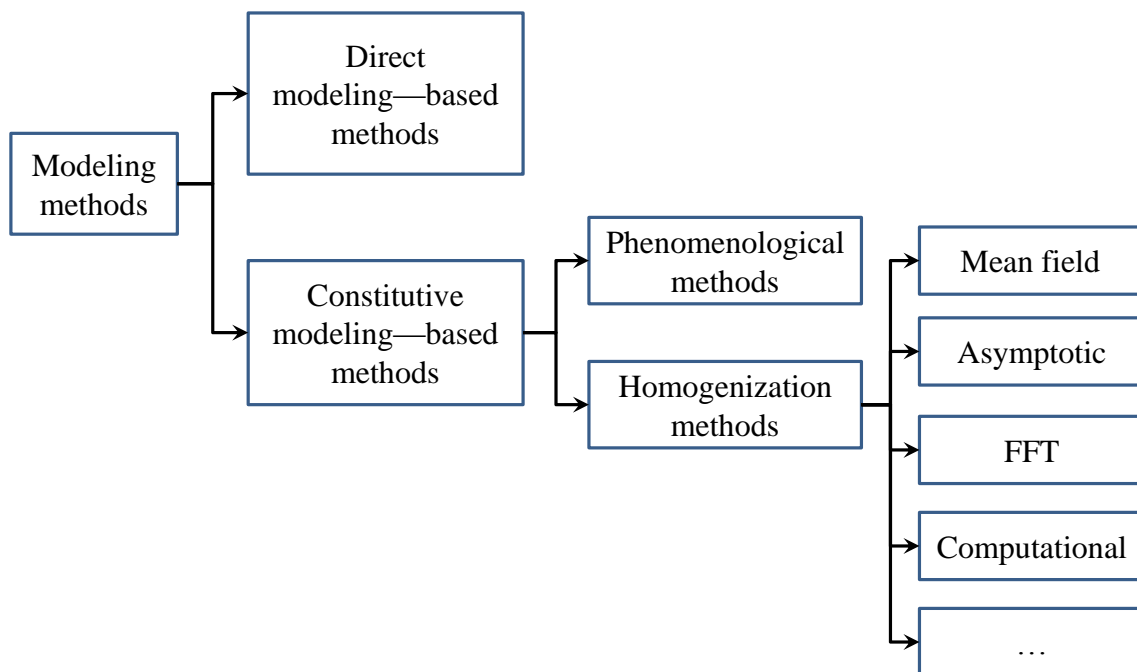 Modeling
methods
Direct
modeling—based
methods
Constitutive
modeling—based
methods
Phenomenological
methods
Homogenization
methods
Mean field
Asymptotic
FFT
Computational
…